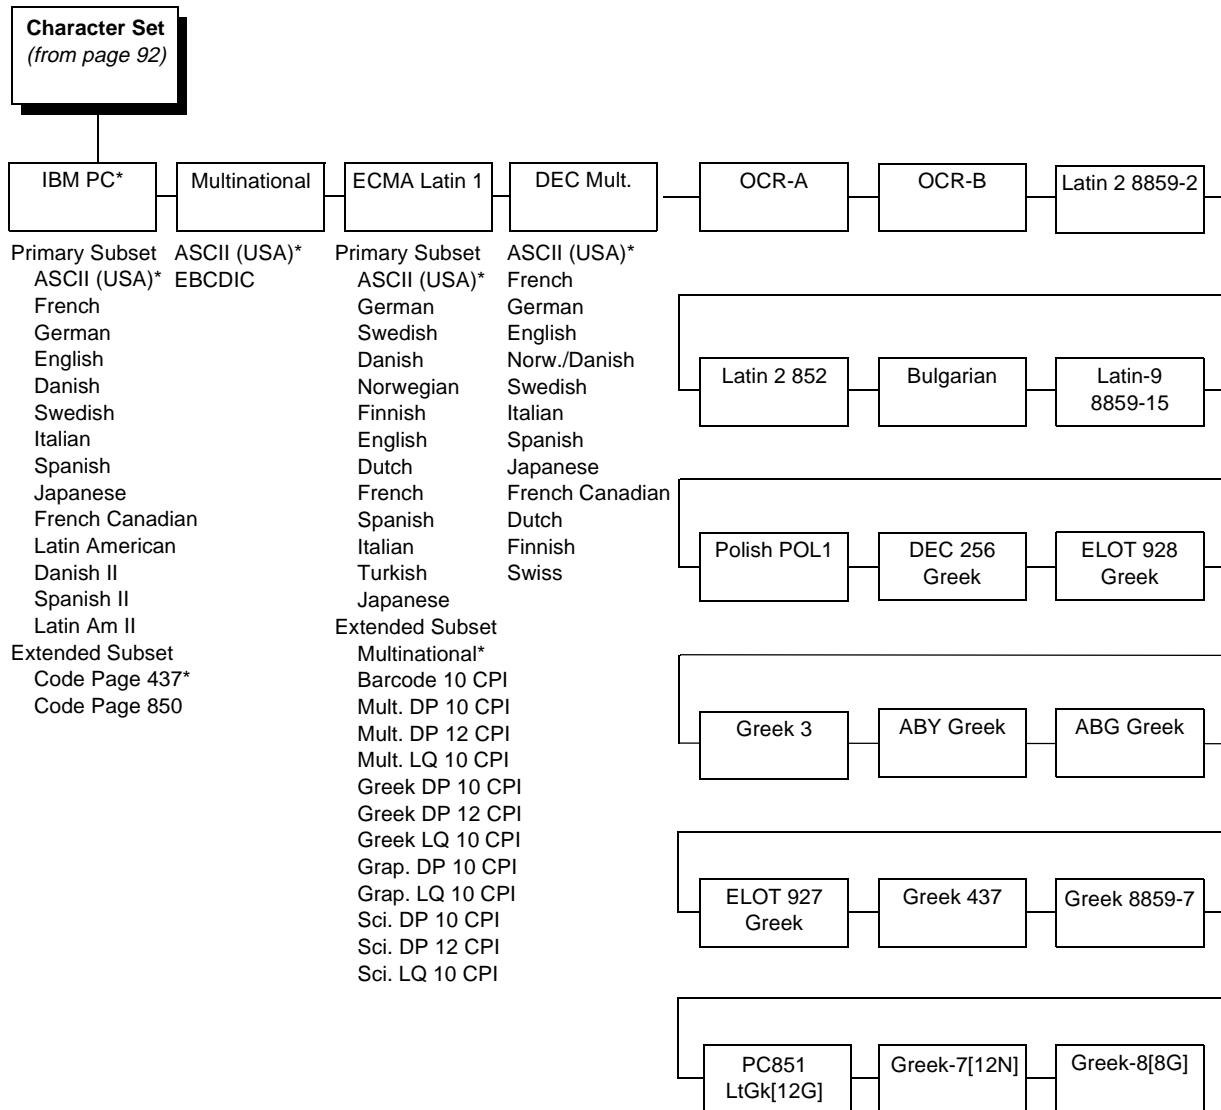 Character Set
(from page 92)
IBM PC*
Primary Subset
ASCII (USA)*
French
German
English
Danish
Swedish
Italian
Spanish
Japanese
French Canadian
Latin American
Danish II
Spanish II
Latin Am II
Extended Subset
Code Page 437*
Code Page 850
Multinational
ASCII (USA)*
EBCDIC
ECMA Latin 1
Primary Subset
ASCII (USA)*
German
Swedish
Danish
Norwegian
Finnish
English
Dutch
French
Spanish
Italian
Turkish
Japanese
Extended Subset
Multinational*
Barcode 10 CPI
Mult. DP 10 CPI
Mult. DP 12 CPI
Mult. LQ 10 CPI
Greek DP 10 CPI
Greek DP 12 CPI
Greek LQ 10 CPI
Grap. DP 10 CPI
Grap. LQ 10 CPI
Sci. DP 10 CPI
Sci. DP 12 CPI
Sci. LQ 10 CPI
DEC Mult.
ASCII (USA)*
French
German
English
Norw./Danish
Swedish
Italian
Spanish
Japanese
French Canadian
Dutch
Finnish
Swiss
OCR-A
OCR-B
Latin 2 8859-2
Latin 2 852
Bulgarian
Latin-9
8859-15
Polish POL1
DEC 256
Greek
ELOT 928
Greek
Greek 3
ABY Greek
ABG Greek
ELOT 927
Greek
Greek 437
Greek 8859-7
PC851
LtGk[12G]
Greek-7[12N]
Greek-8[8G]